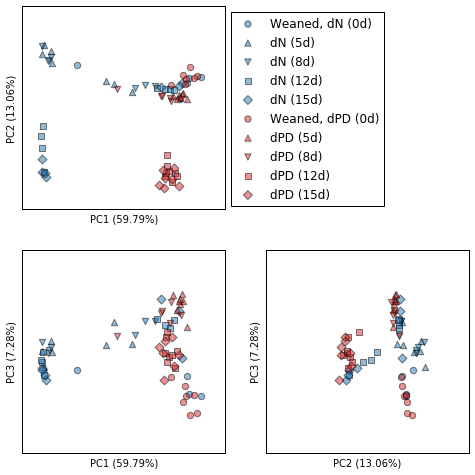 PC2 (13.06%)
PC1 (59.79%)
Weaned, dN (0d)
dN (5d)
dN (8d)
dN (12d)
dN (15d)
Weaned, dPD (0d)
dPD (5d)
dPD (8d)
dPD (12d)
dPD (15d)
PC3 (7.28%)
PC1 (59.79%)
PC3 (7.28%)
PC2 (13.06%)